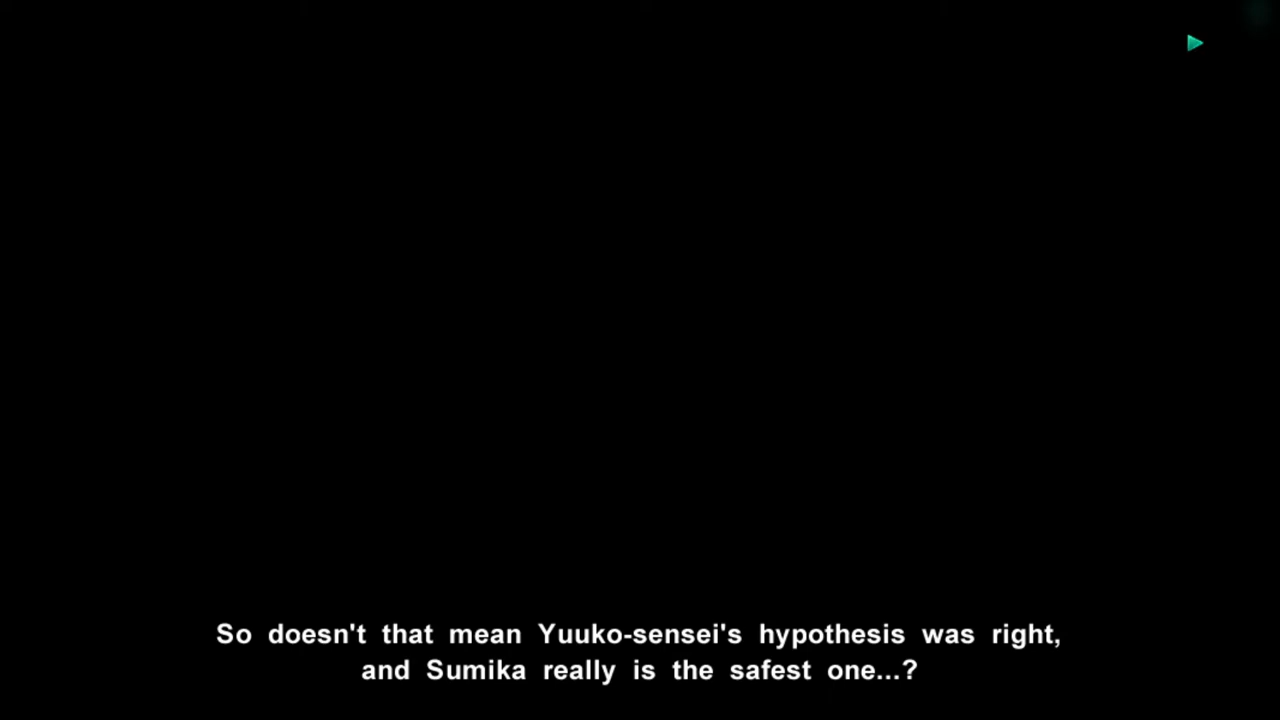 So doesn't that mean Yuuko-sensei's hypothesis was right,
and Sumika really is the safest one...?